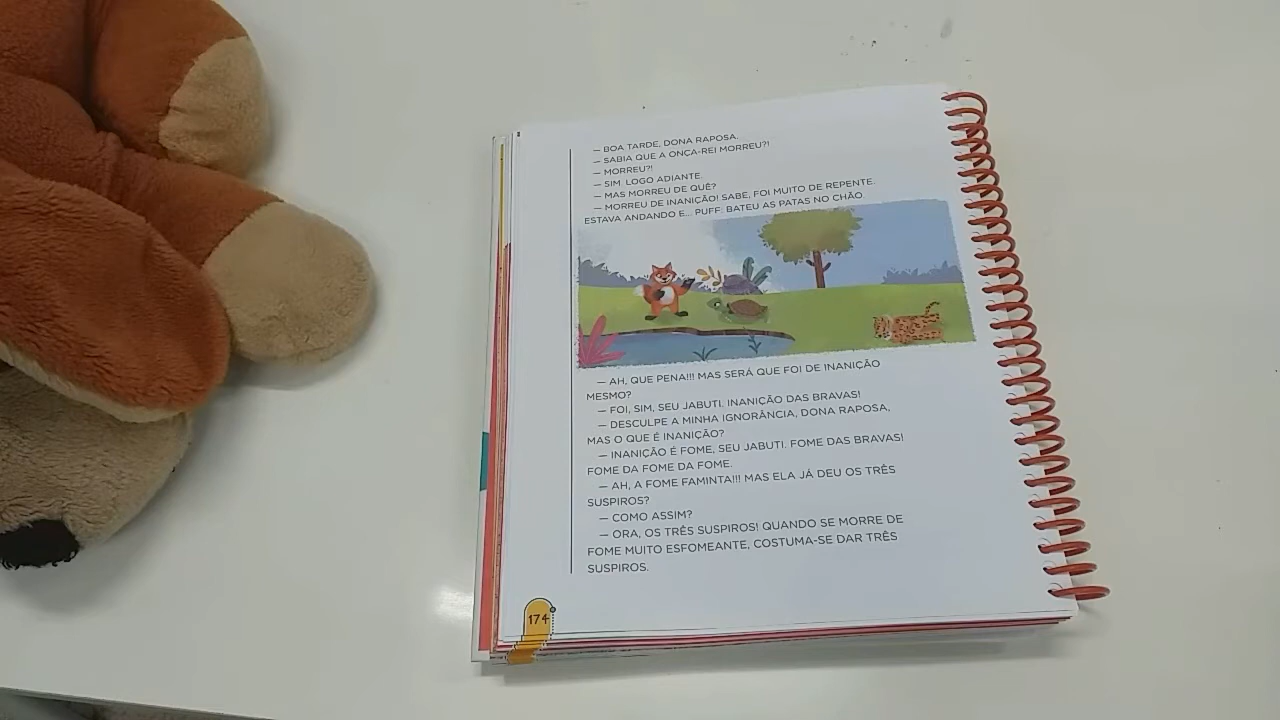 — BOA TARDE, DONA RAPOSA.
— SABIA QUE A ONÇA-REI MORREU?!
— MORREU?!
— SIM. LOGO ADIANTE.
— MAS MORREU DE QUÊ?
— MORREU DE INANIÇÃO! SABE, FOI MUITO DE REPENTE.
ESTAVA ANDANDO E... PUFF: BATEU AS PATAS NO CHÃO.
— AH, QUE PENA!!! MAS SERÁ QUE FOI DE INANIÇÃO
MESMO?
— FOI, SIM, SEU JABUTI. INANIÇÃO DAS BRAVAS!
— DESCULPE A MINHA IGNORÂNCIA, DONA RAPOSA,
MAS O QUE É INANIÇÃO?
— INANIÇÃO É FOME, SEU JABUTI. FOME DAS BRAVAS!
FOME DA FOME DA FOME.
— AH, A FOME FAMINTA!!! MAS ELA JÁ DEU OS TRÊS
SUSPIROS?
— COMO ASSIM?
— ORA, OS TRÊS SUSPIROS! QUANDO SE MORRE DE
FOME MUITO ESFOMEANTE, COSTUMA-SE DAR TRÊS
SUSPIROS.
174